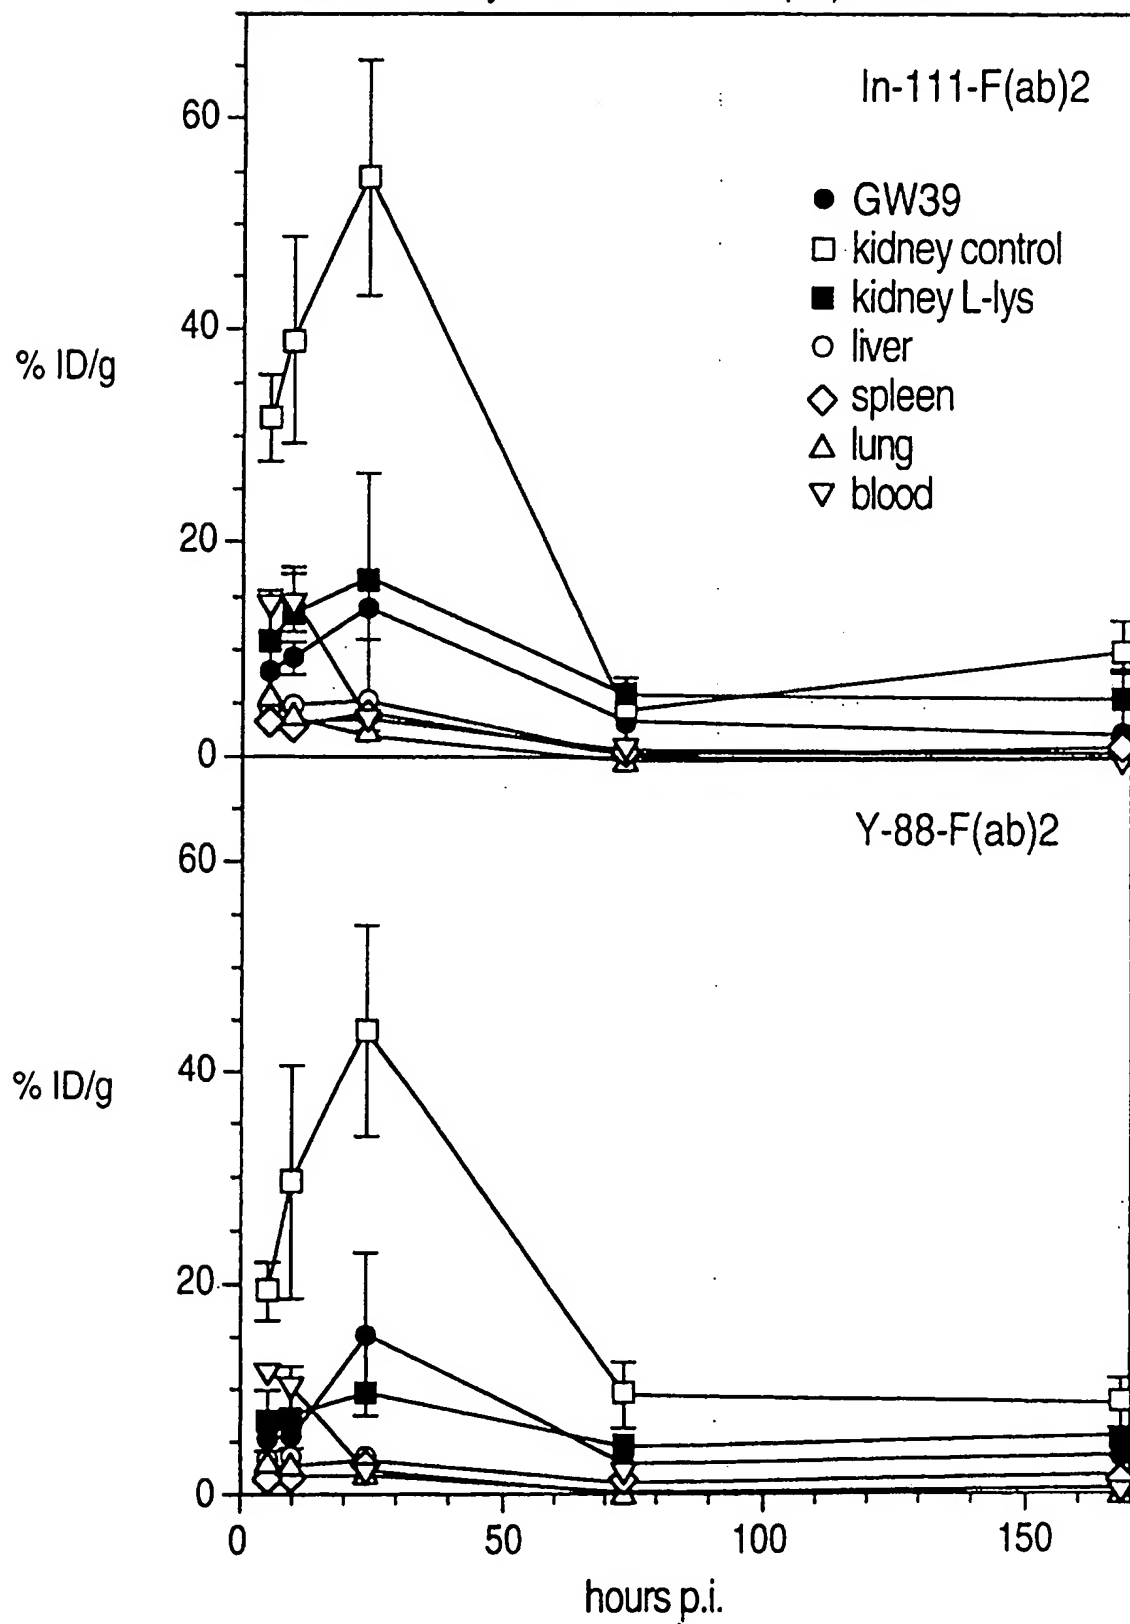 In-111-F(ab)2
60
GW39
kidney control
kidney L-lys
40
% ID/g
liver
spleen
lung
blood
20
0
Y-88-F(ab)2
60
40
% ID/g
20
0
0 50 100 150
hours p.i.